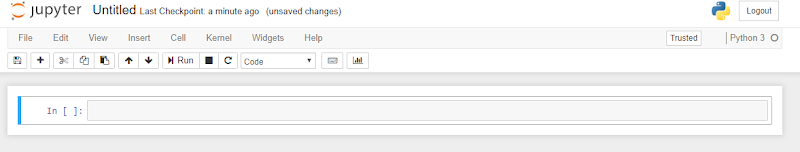 jupyter Untitled Last Checkpoint: a minute ago (unsaved changes) Logout
File Edit View Insert Cell Kernel Widgets Help Trusted Python 3
Run Code
In [ ]: